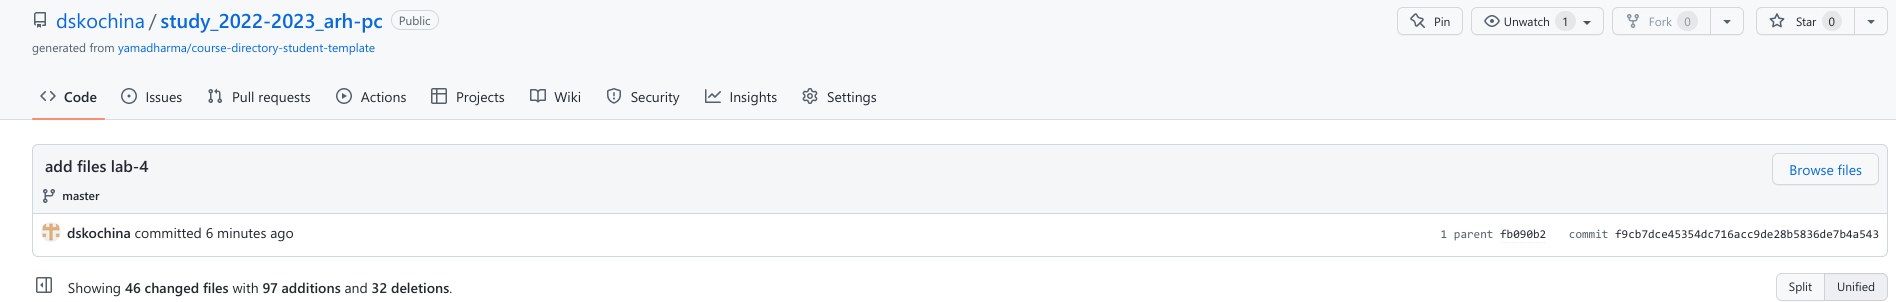 dskochina / study_2022-2023_arh-pc Public Pin Unwatch 1 Fork 0 Star 0
generated from yamadharma/course-directory-student-template
Code Issues Pull requests Actions Projects Wiki Security Insights Settings
add files lab-4 Browse files
master
dskochina committed 6 minutes ago 1 parent fb090b2 commit f9cb7dce45354dc716acc9de28b5836de7b4a543
Showing 46 changed files with 97 additions and 32 deletions. Split Unified